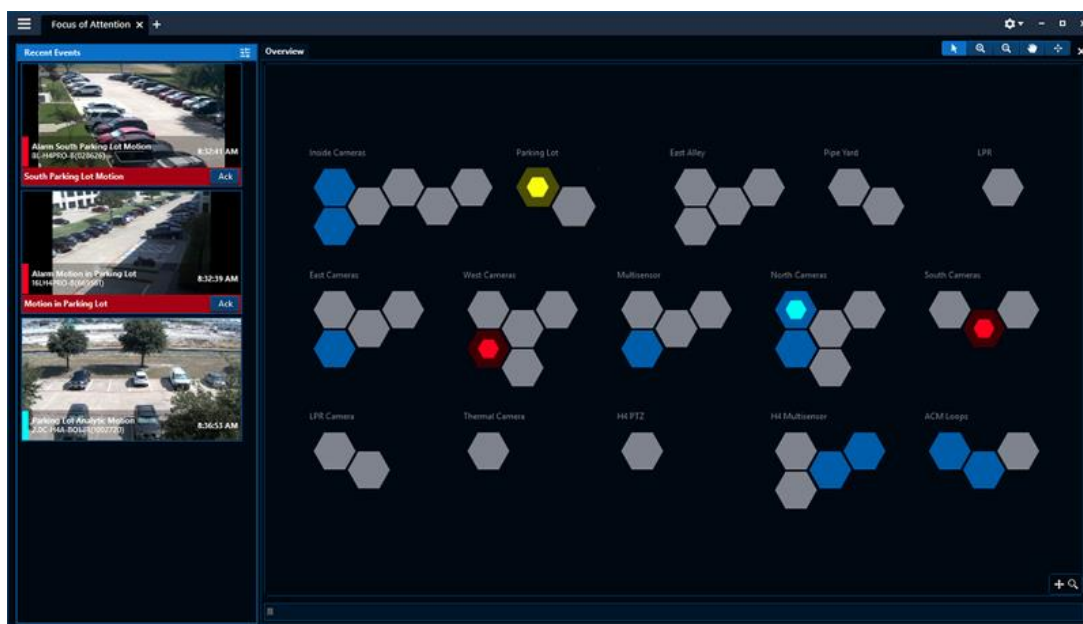 Focus of Attention
Recent Events
Overview
Alarm South Parking Lot Motion
8:32:41 AM
South Parking Lot Motion Ack
Alarm Motion in Parking Lot
8:32:39 AM
Motion in Parking Lot Ack
Parking Lot Analytic Motion
8:36:53 AM
Inside Cameras Parking Lot East Alley Pipe Yard LPR
East Cameras West Cameras Multisensor North Cameras South Cameras
LPR Camera Thermal Camera H4 PTZ H4 Multisensor ACM Loops